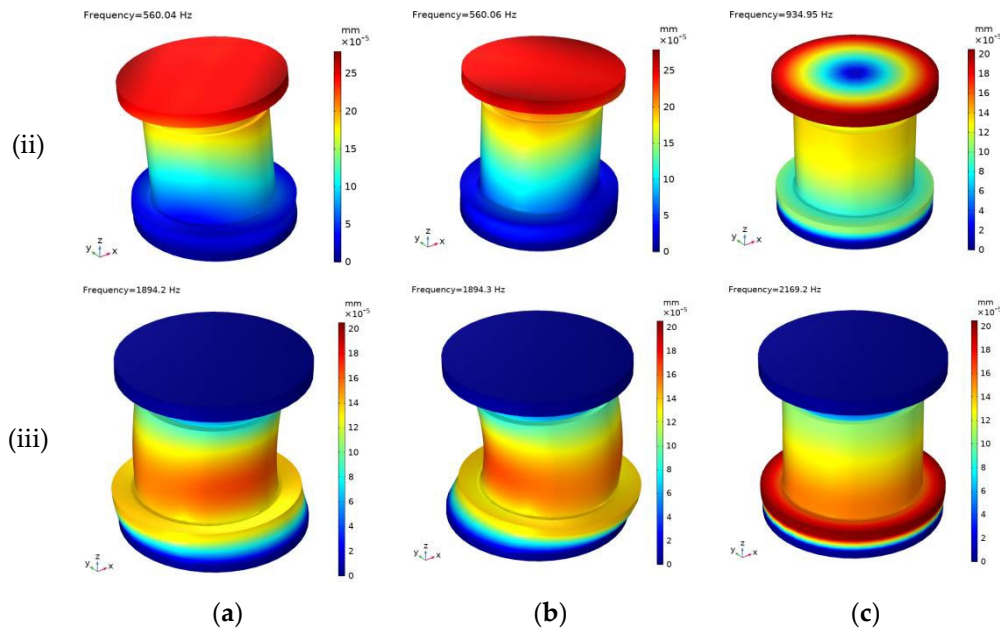 Frequency=560.04 Hz
mm
×10⁻⁵
25
20
15
10
5
0
y z x
Frequency=560.06 Hz
mm
×10⁻⁵
25
20
15
10
5
0
y z x
Frequency=934.95 Hz
mm
×10⁻⁵
20
18
16
14
12
10
8
6
4
2
0
y z x
(ii)
Frequency=1894.2 Hz
mm
×10⁻⁵
20
18
16
14
12
10
8
6
4
2
0
y z x
Frequency=1894.3 Hz
mm
×10⁻⁵
20
18
16
14
12
10
8
6
4
2
0
y z x
Frequency=2169.2 Hz
mm
×10⁻⁵
20
18
16
14
12
10
8
6
4
2
0
y z x
(iii)
(a) (b) (c)